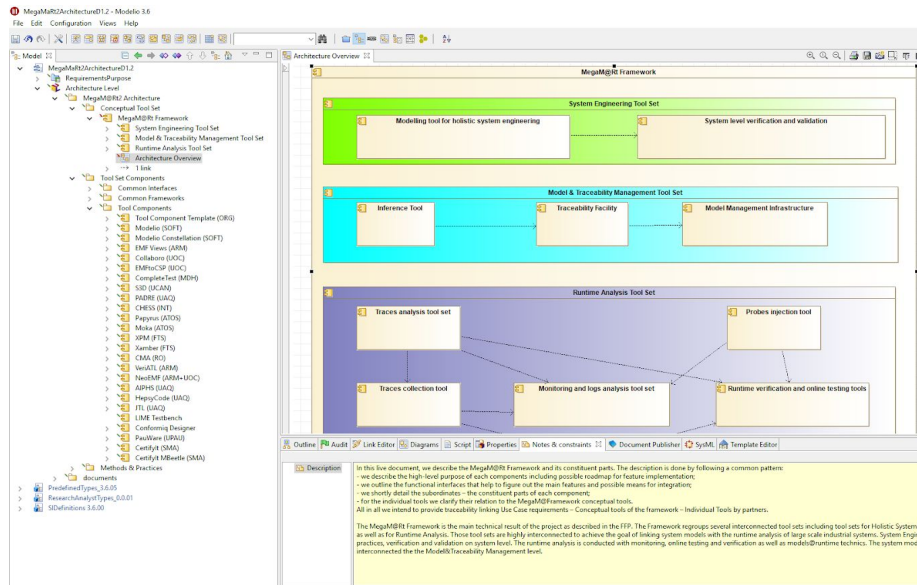 MegaMaRt2ArchitectureD1.2 - Modelio 3.6
File Edit Configuration Views Help
Model
MegaMaRt2ArchitectureD1.2
RequirementsPurpose
Architecture Level
MegaM@Rt2 Architecture
Conceptual Tool Set
MegaM@Rt Framework
System Engineering Tool Set
Model & Traceability Management Tool Set
Runtime Analysis Tool Set
Architecture Overview
1 link
Tool Set Components
Common Interfaces
Common Frameworks
Tool Components
Tool Component Template (ORG)
Modelio (SOFT)
Modelio Constellation (SOFT)
EMF Views (ARM)
Collaboro (UOC)
EMFtoCSP (UOC)
CompleteTest (MDH)
S3D (UCAN)
PADRE (UAQ)
CHESS (INT)
Papyrus (ATOS)
Moka (ATOS)
XPM (FTS)
Xamber (FTS)
CMA (RO)
VeriATL (ARM)
NeoEMF (ARM+UOC)
AIPHS (UAQ)
HepsyCode (UAQ)
JTL (UAQ)
LIME Testbench
Conformiq Designer
PauWare (UPAU)
CertifyIt (SMA)
CertifyIt MBeetle (SMA)
Methods & Practices
documents
PredefinedTypes_3.6.05
ResearchAnalystTypes_0.0.01
SIDefinitions 3.6.00
Architecture Overview
MegaM@Rt Framework
System Engineering Tool Set
Modelling tool for holistic system engineering
System level verification and validation
Model & Traceability Management Tool Set
Inference Tool
Traceability Facility
Model Management Infrastructure
Runtime Analysis Tool Set
Traces analysis tool set
Probes injection tool
Traces collection tool
Monitoring and logs analysis tool set
Runtime verification and online testing tools
Outline Audit Link Editor Diagrams Script Properties Notes & constraints Document Publisher SysML Template Editor
Description
In this live document, we describe the MegaM@Rt Framework and its constituent parts. The description is done by following a common pattern:
- we describe the high-level purpose of each components including possible roadmap for feature implementation;
- we outline the functional interfaces that help to figure out the main features and possible means for integration;
- we shortly detail the subordinates – the constituent parts of each component;
- for the individual tools we clarify their relation to the MegaM@Framework conceptual tools.
All in all we intend to provide traceability linking Use Case requirements – Conceptual tools of the framework – Individual Tools by partners.
The MegaM@Rt Framework is the main technical result of the project as described in the FFP. The Framework regroups several interconnected tool sets including tool sets for Holistic System
as well as for Runtime Analysis. Those tool sets are highly interconnected to achieve the goal of linking system models with the runtime analysis of large scale industrial systems. System Engi
practices, verification and validation on system level. The runtime analysis is conducted with monitoring, online testing and verification as well as models@runtime technics. The system mod
interconnected the the Model&Traceability Management level.